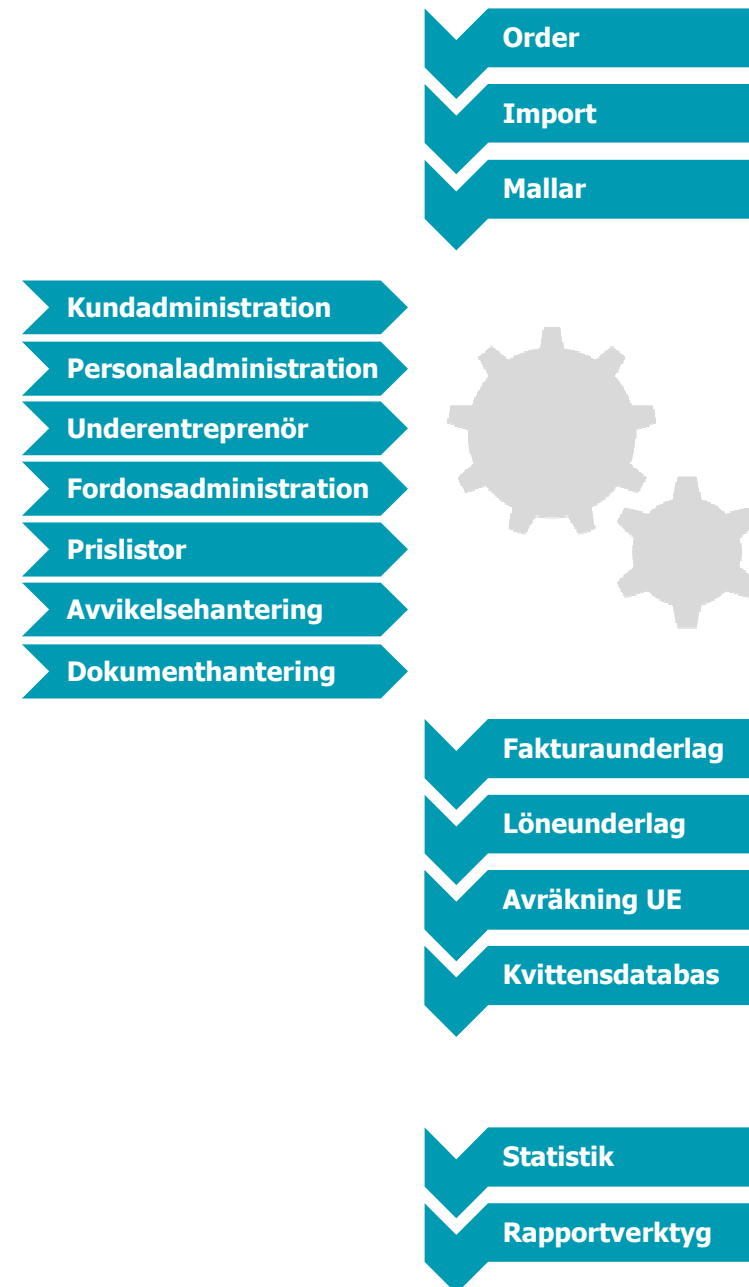 Order
Import
Mallar
Kundadministration
Personaladministration
Underentreprenör
Fordonsadministration
Prislistor
Avvikelsehantering
Dokumenthantering
Fakturaunderlag
Löneunderlag
Avräkning UE
Kvittensdatabas
Statistik
Rapportverktyg